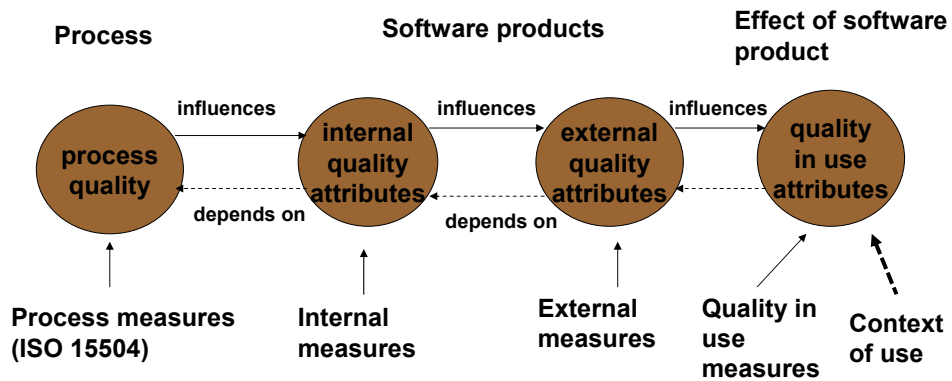 Process
Software products
Effect of software
product
influences
influences
influences
process
quality
internal
quality
attributes
external
quality
attributes
quality
in use
attributes
depends on
depends on
Process measures
(ISO 15504)
Internal
measures
External
measures
Quality in
use
measures
Context
of use